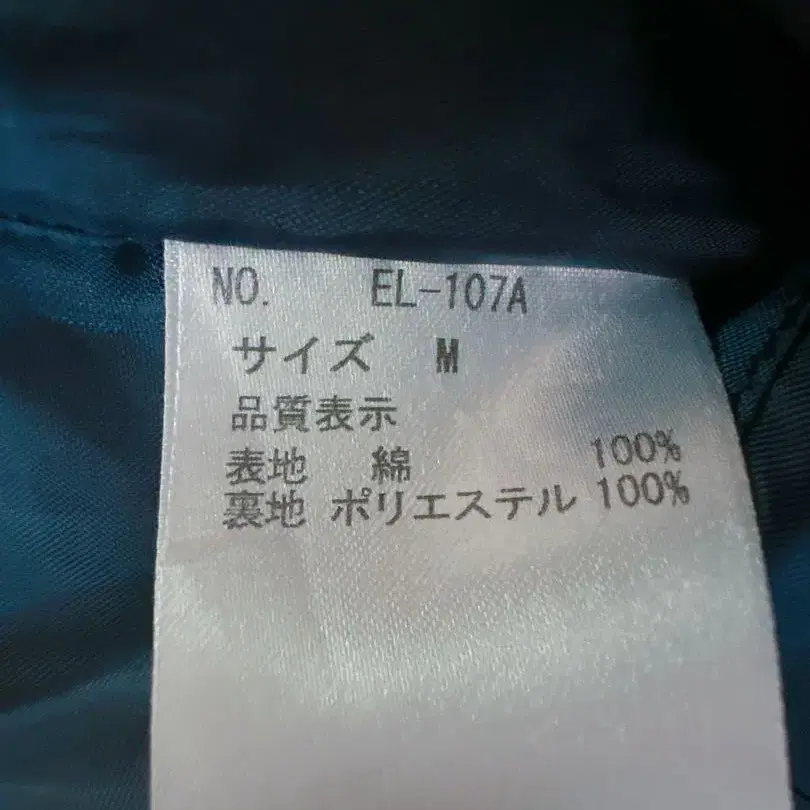 NO. EL-107A
サイズ M
品質表示
表地 綿 100%
裏地 ポリエステル 100%